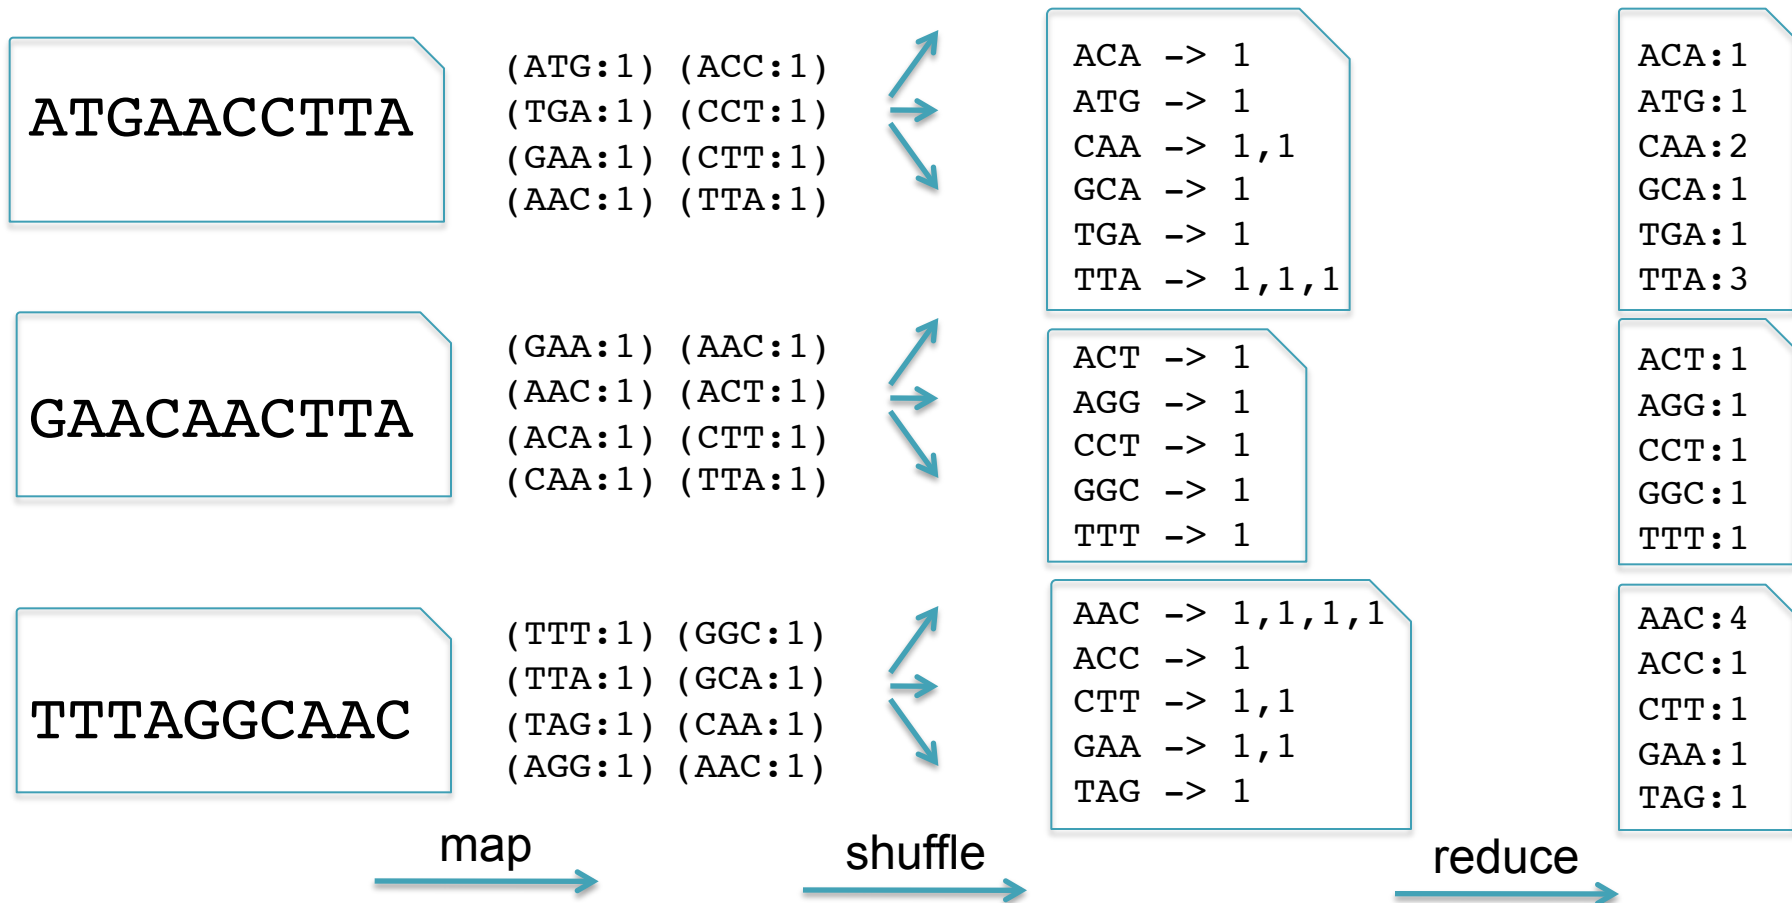 ATGAACCTTA
(ATG:1) (ACC:1)
(TGA:1) (CCT:1)
(GAA:1) (CTT:1)
(AAC:1) (TTA:1)
ACA -> 1
ATG -> 1
CAA -> 1,1
GCA -> 1
TGA -> 1
TTA -> 1,1,1
ACA:1
ATG:1
CAA:2
GCA:1
TGA:1
TTA:3
GAACAACTTA
(GAA:1) (AAC:1)
(AAC:1) (ACT:1)
(ACA:1) (CTT:1)
(CAA:1) (TTA:1)
ACT -> 1
AGG -> 1
CCT -> 1
GGC -> 1
TTT -> 1
ACT:1
AGG:1
CCT:1
GGC:1
TTT:1
TTTAGGCAAC
(TTT:1) (GGC:1)
(TTA:1) (GCA:1)
(TAG:1) (CAA:1)
(AGG:1) (AAC:1)
AAC -> 1,1,1,1
ACC -> 1
CTT -> 1,1
GAA -> 1,1
TAG -> 1
AAC:4
ACC:1
CTT:1
GAA:1
TAG:1
map
shuffle
reduce